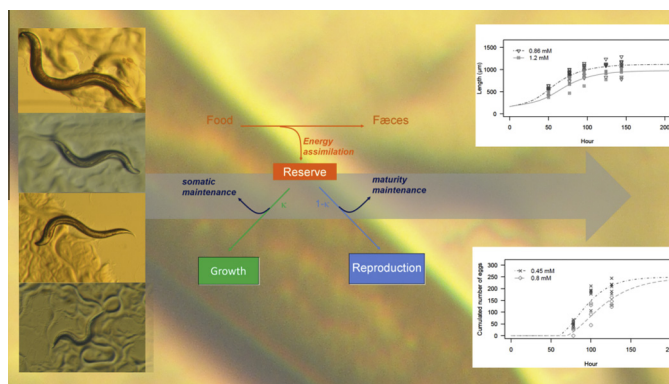 Food
Fæces
Energy
assimilation
Reserve
somatic
maintenance
maturity
maintenance
κ
1-κ
Growth
Reproduction
0.86 mM
1.2 mM
Length (µm)
0
500
1000
1500
0
50
100
150
200
Hour
0.45 mM
0.8 mM
Cumulated number of eggs
0
50
100
150
200
250
300
0
50
100
150
Hour